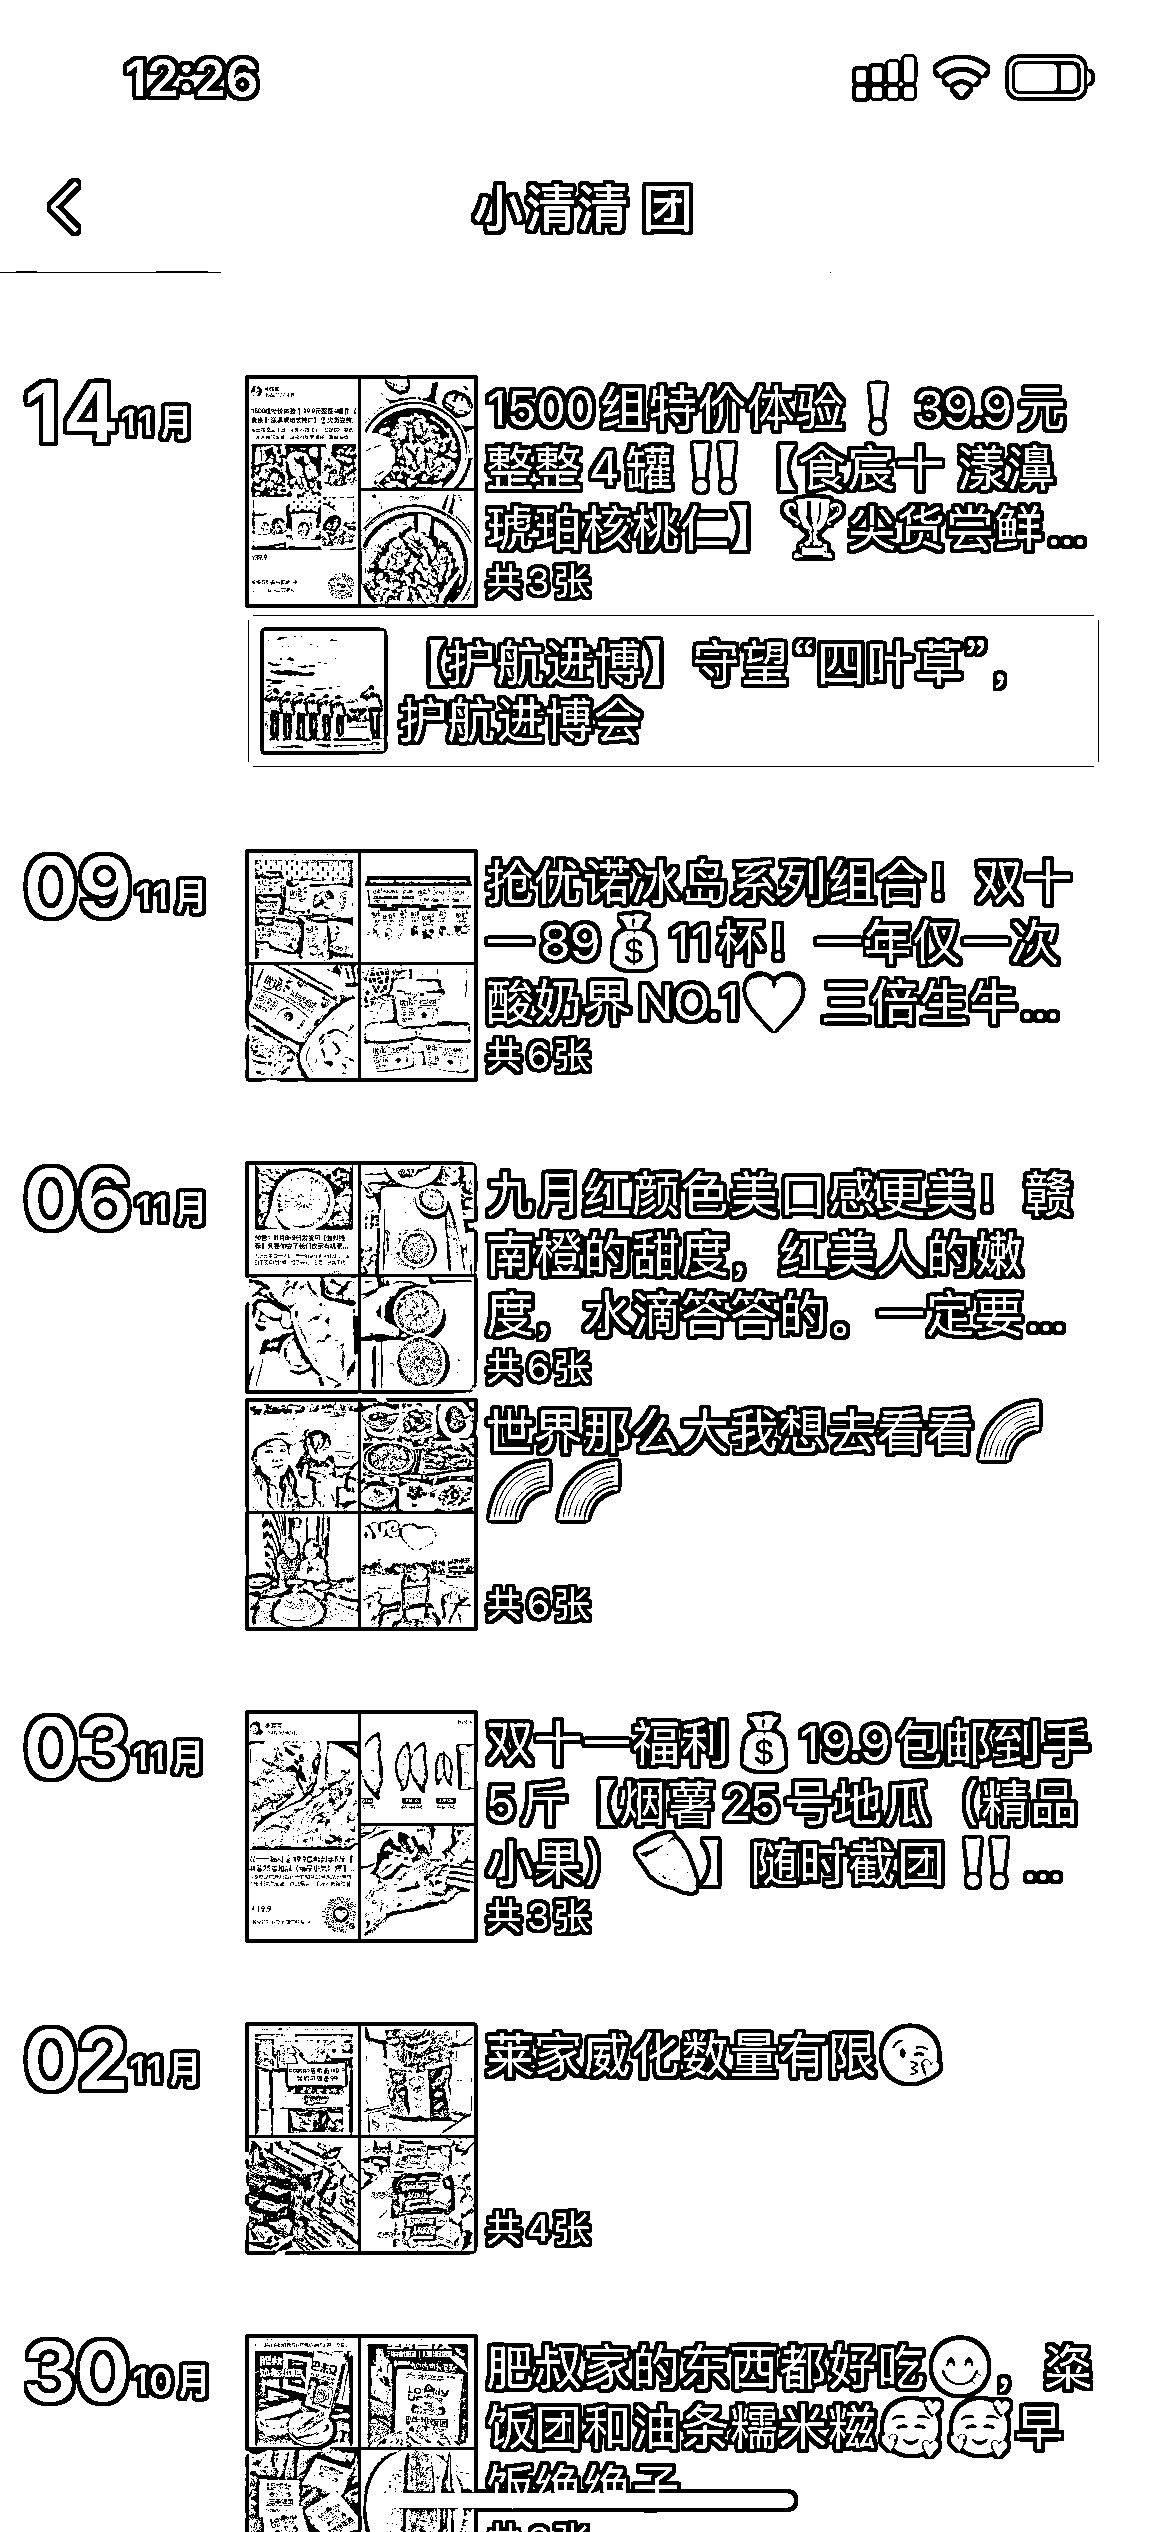 12:26
小清清 团
14 11月
1500组特价体验❗39.9元
整整4罐‼️【食宸十 漾濞
琥珀核桃仁】🏆尖货尝鲜...
共3张
【护航进博】守望“四叶草”，
护航进博会
09 11月
抢优诺冰岛系列组合！双十
一89💰11杯！一年仅一次
酸奶界NO.1♥ 三倍生牛...
共6张
06 11月
九月红颜色美口感更美！赣
南橙的甜度，红美人的嫩
度，水滴答答的。一定要...
共6张
世界那么大我想去看看🌈
🌈🌈
共6张
03 11月
双十一福利💰19.9包邮到手
5斤【烟薯25号地瓜（精品
小果）🍠】随时截团‼️...
共3张
02 11月
莱家威化数量有限😘
共4张
30 10月
肥叔家的东西都好吃😋，粢
饭团和油条糯米糍🥰🥰早
饭绝绝子